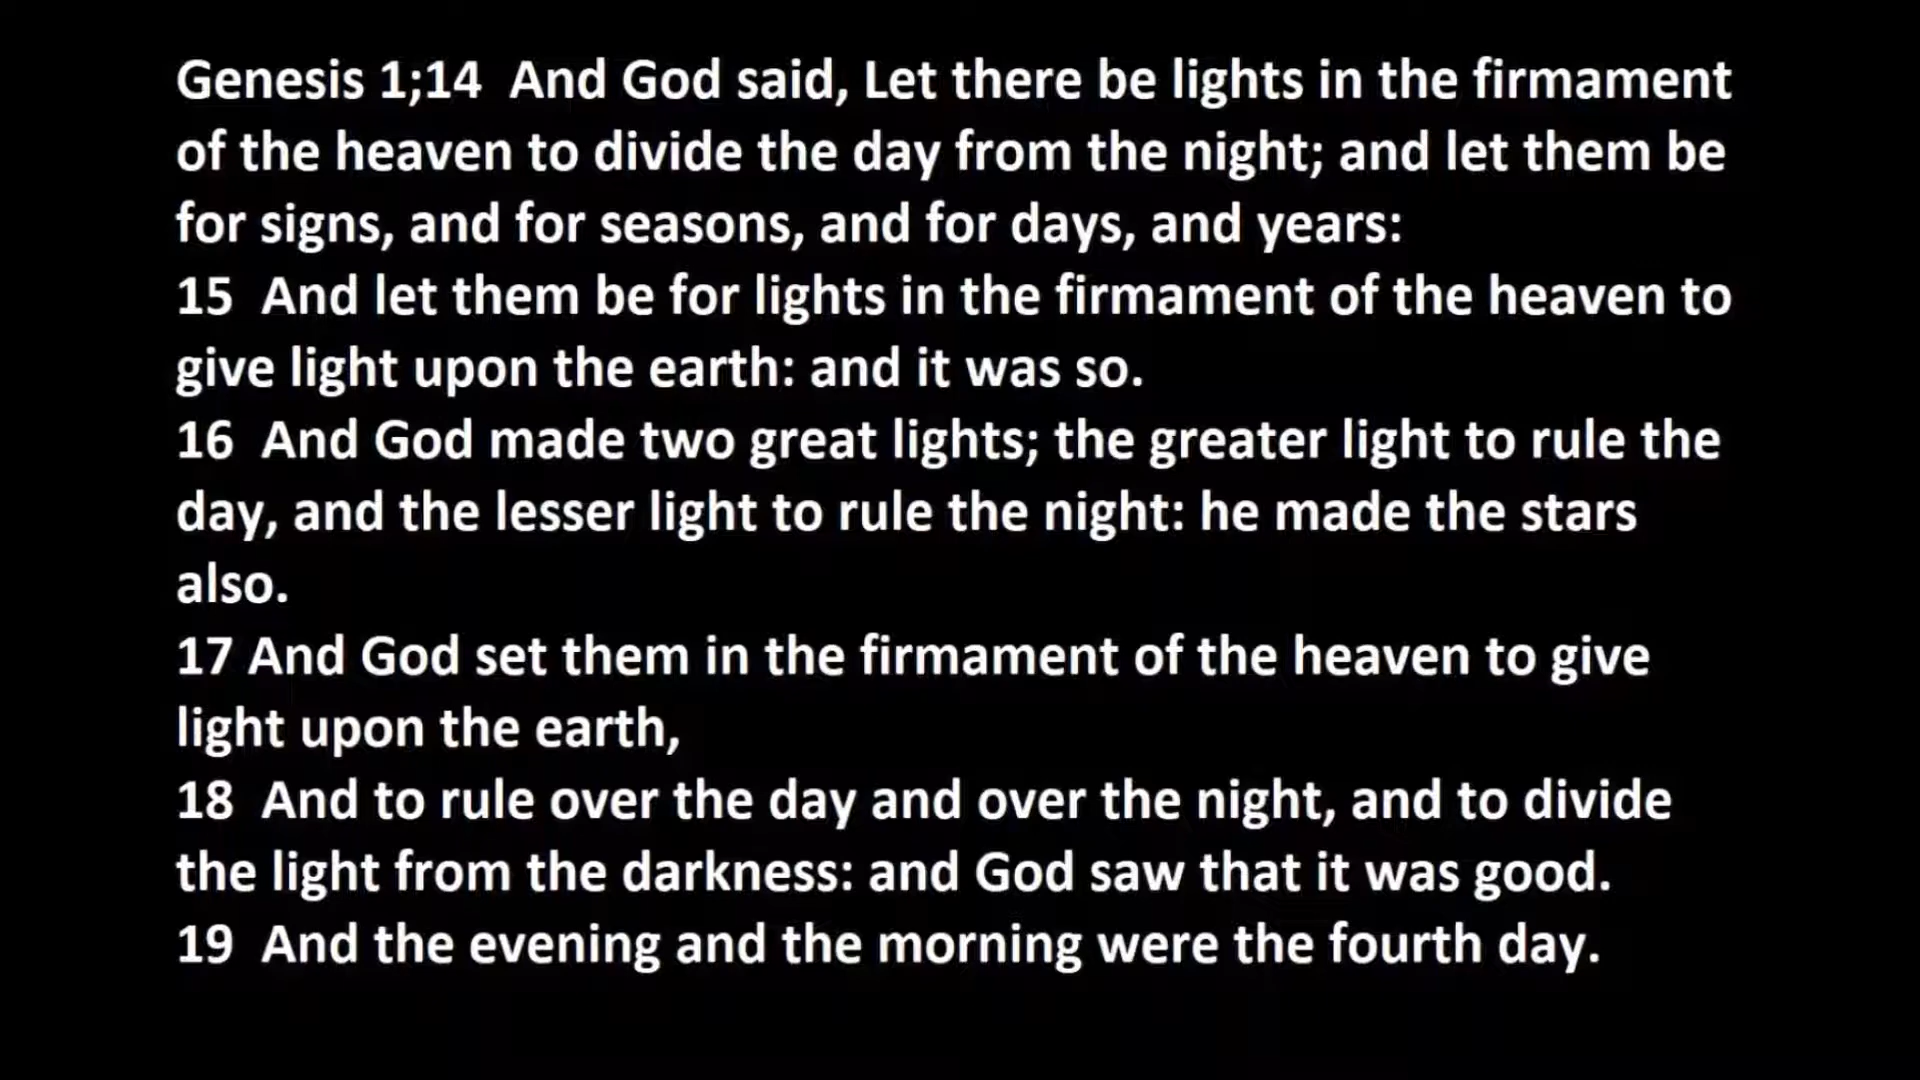 Genesis 1;14  And God said, Let there be lights in the firmament
of the heaven to divide the day from the night; and let them be
for signs, and for seasons, and for days, and years:
15  And let them be for lights in the firmament of the heaven to
give light upon the earth: and it was so.
16  And God made two great lights; the greater light to rule the
day, and the lesser light to rule the night: he made the stars
also.
17 And God set them in the firmament of the heaven to give
light upon the earth,
18  And to rule over the day and over the night, and to divide
the light from the darkness: and God saw that it was good.
19  And the evening and the morning were the fourth day.